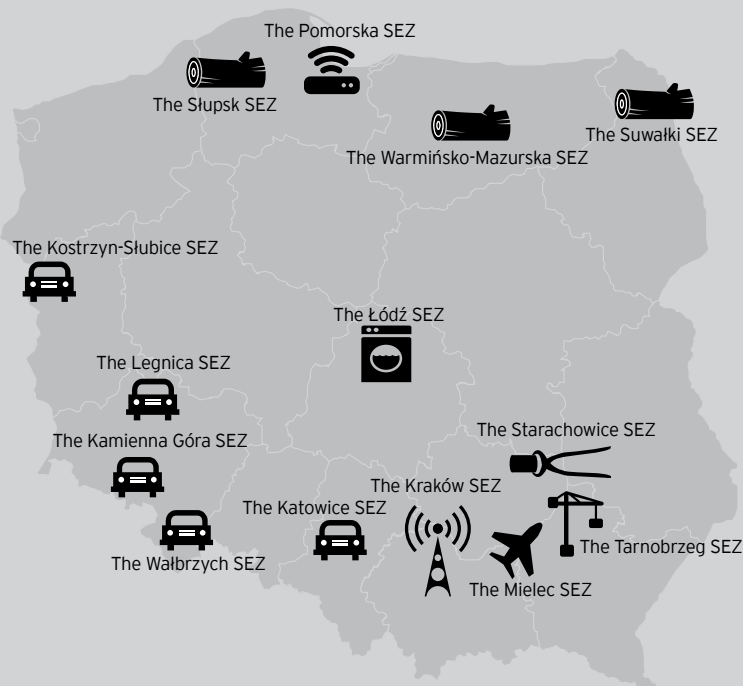 The Pomorska SEZ
The Słupsk SEZ
The Suwałki SEZ
The Warmińsko-Mazurska SEZ
The Kostrzyn-Słubice SEZ
The Łódź SEZ
The Legnica SEZ
The Starachowice SEZ
The Kamienna Góra SEZ
The Kraków SEZ
The Katowice SEZ
The Tarnobrzeg SEZ
The Wałbrzych SEZ
The Mielec SEZ